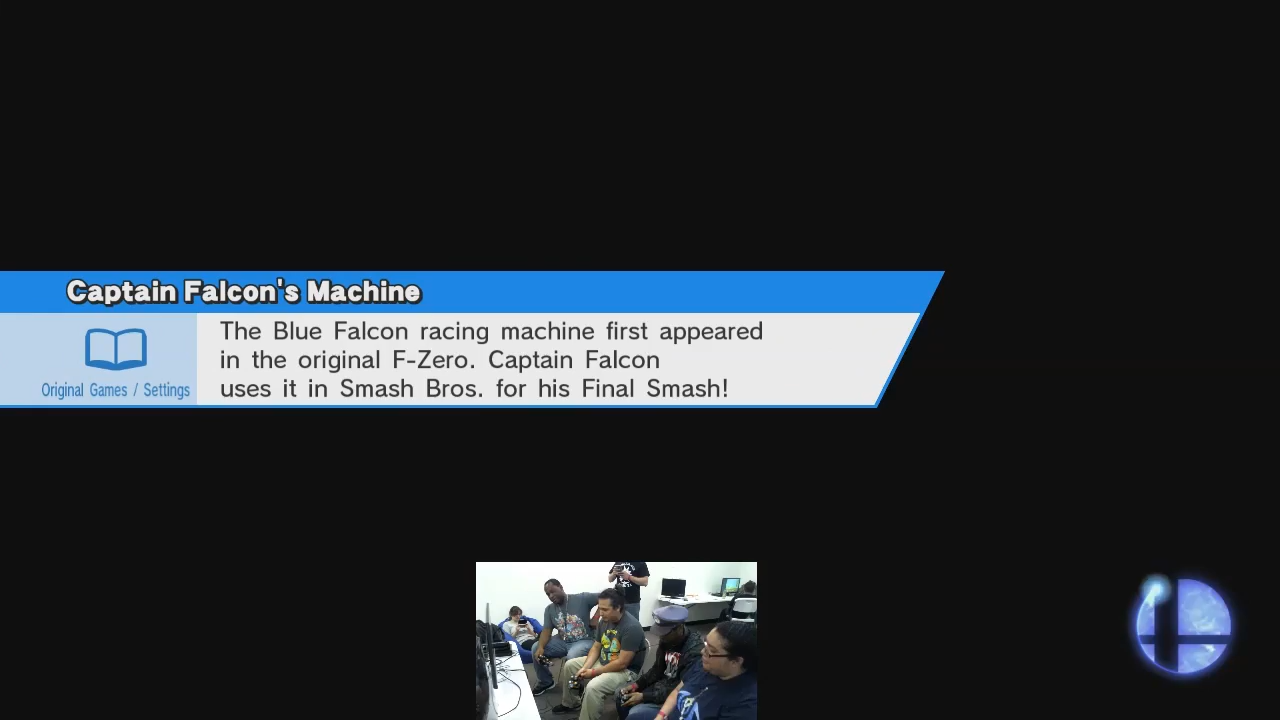 Captain Falcon's Machine
The Blue Falcon racing machine first appeared
in the original F-Zero. Captain Falcon
uses it in Smash Bros. for his Final Smash!
Original Games / Settings